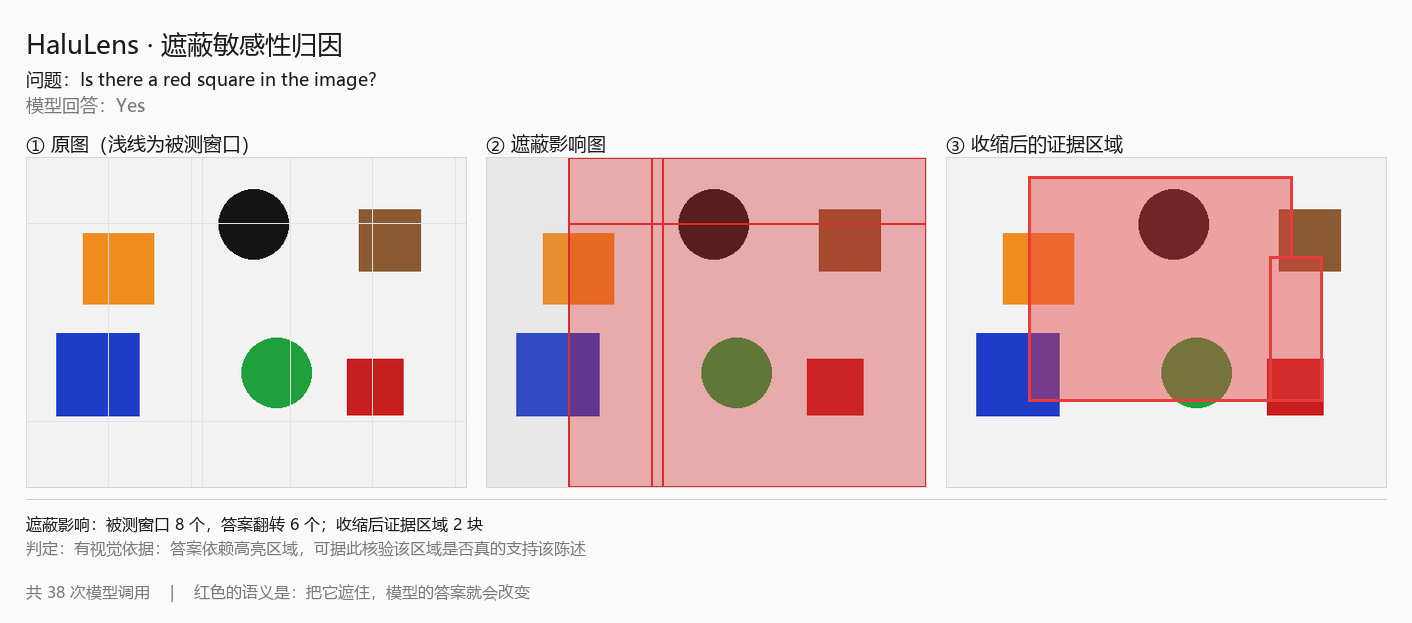 HaluLens · 遮蔽敏感性归因
问题：Is there a red square in the image?
模型回答：Yes
① 原图（浅线为被测窗口）
② 遮蔽影响图
③ 收缩后的证据区域
遮蔽影响：被测窗口 8 个，答案翻转 6 个；收缩后证据区域 2 块
判定：有视觉依据：答案依赖高亮区域，可据此核验该区域是否真的支持该陈述
共 38 次模型调用 | 红色的语义是：把它遮住，模型的答案就会改变